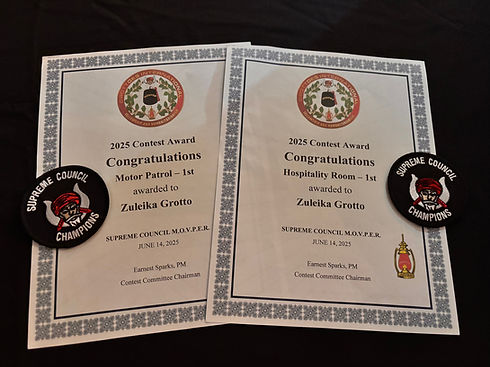 2025 Contest Award
Congratulations
Motor Patrol – 1st
awarded to
Zuleika Grotto
SUPREME COUNCIL M.O.V.P.E.R.
JUNE 14, 2025
Earnest Sparks, PM
Contest Committee Chairman
SUPREME COUNCIL
CHAMPIONS
2025 Contest Award
Congratulations
Hospitality Room – 1st
awarded to
Zuleika Grotto
SUPREME COUNCIL M.O.V.P.E.R.
JUNE 14, 2025
Earnest Sparks, PM
Contest Committee Chairman
SUPREME COUNCIL
CHAMPIONS